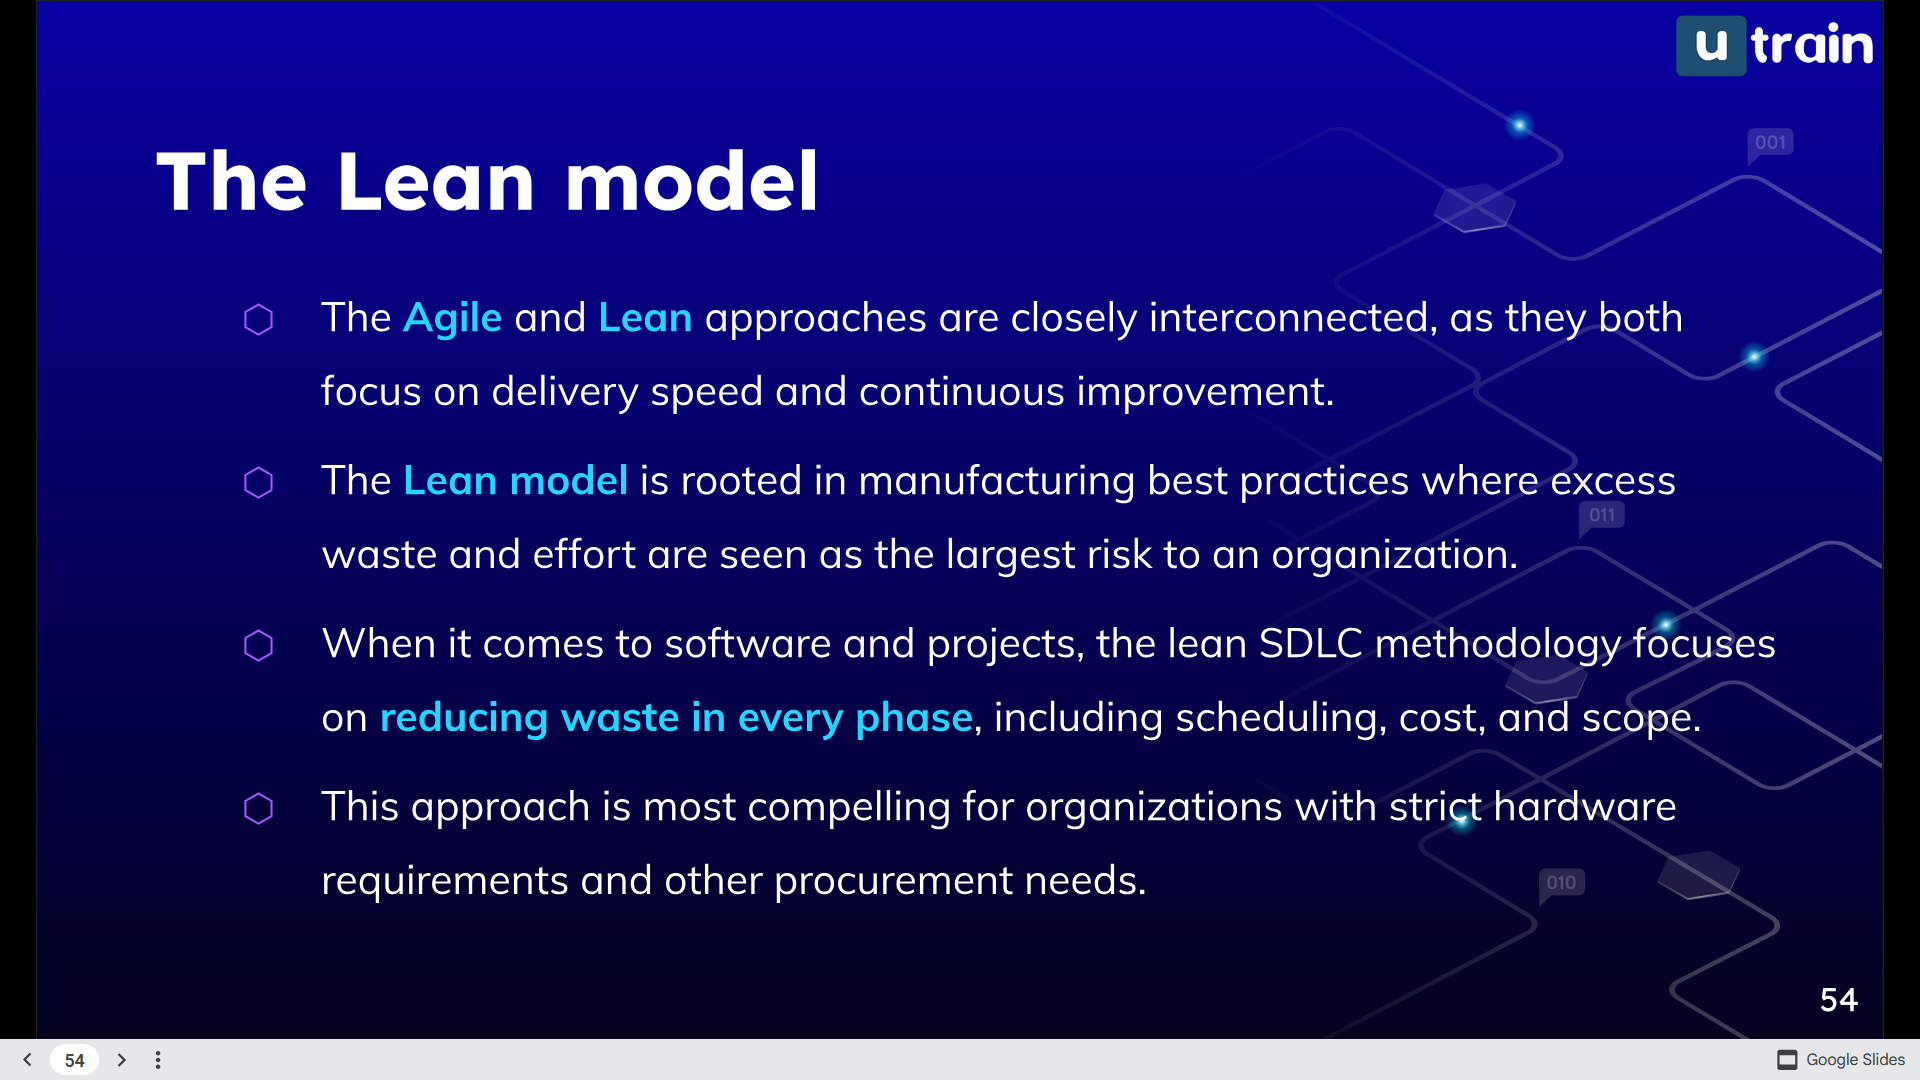 u train
001
The Lean model
The Agile and Lean approaches are closely interconnected, as they both
focus on delivery speed and continuous improvement.
The Lean model is rooted in manufacturing best practices where excess
011
waste and effort are seen as the largest risk to an organization.
When it comes to software and projects, the lean SDLC methodology focuses
on reducing waste in every phase, including scheduling, cost, and scope.
This approach is most compelling for organizations with strict hardware
requirements and other procurement needs.
010
54
54
Google Slides